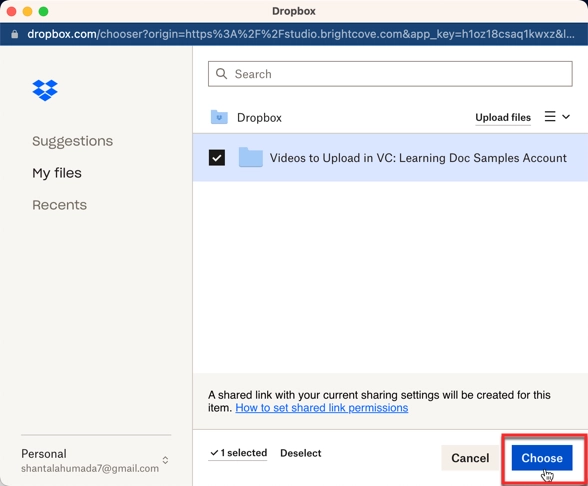 Dropbox
dropbox.com/chooser?origin=https%3A%2F%2Fstudio.brightcove.com&app_key=h1oz18csaq1kwxz&l...
Search
Dropbox
Upload files
Suggestions
My files
Recents
Videos to Upload in VC: Learning Doc Samples Account
A shared link with your current sharing settings will be created for this
item. How to set shared link permissions
Personal
shantalahumada7@gmail.com
1 selected
Deselect
Cancel
Choose